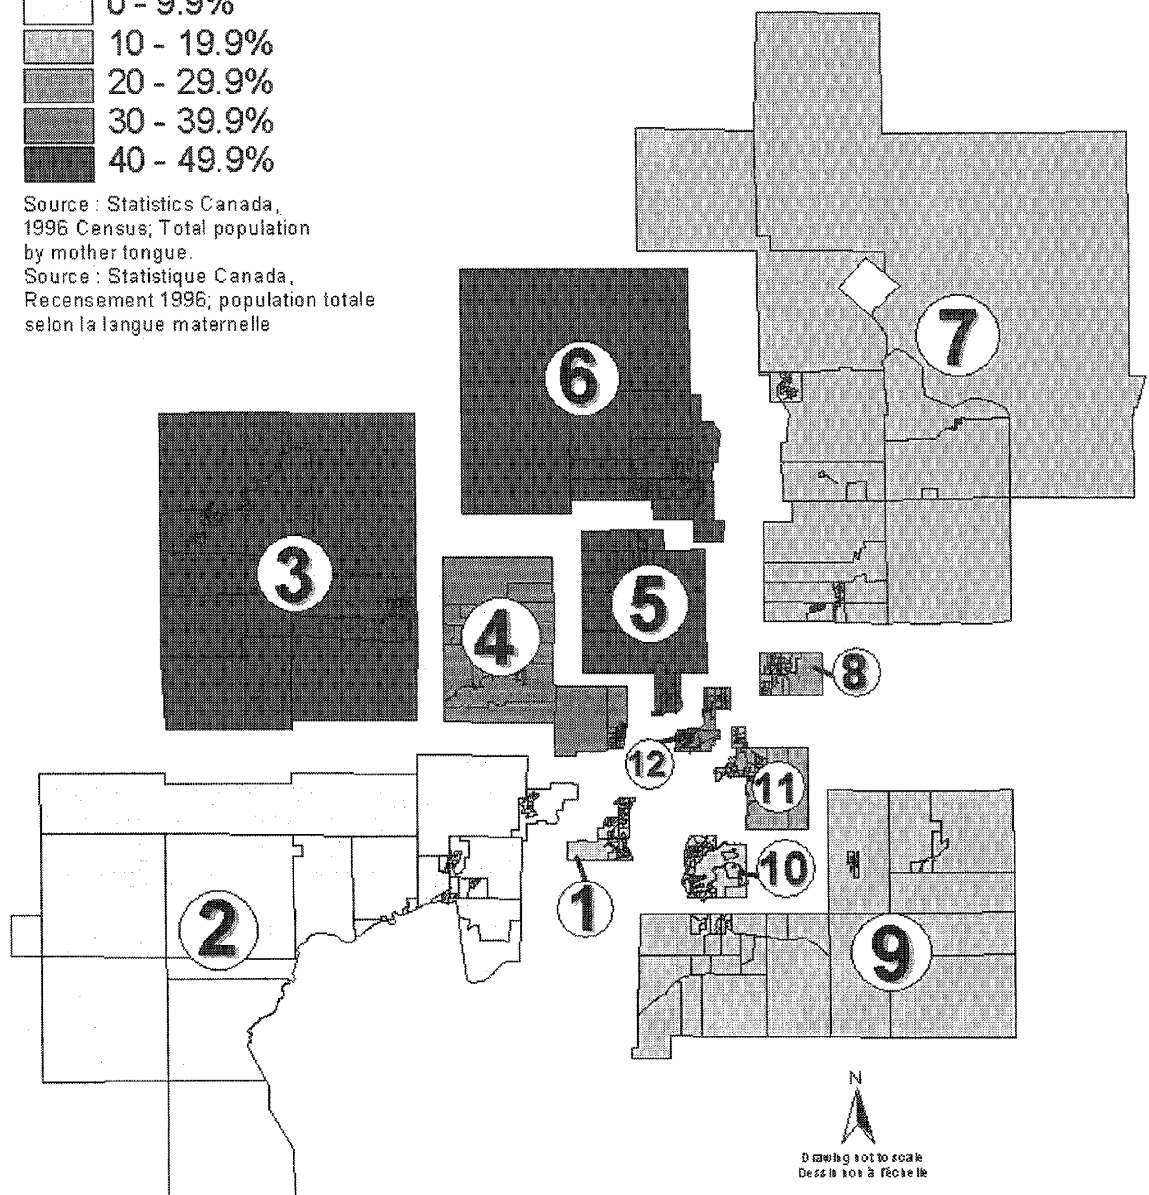 0 - 9.9%
10 - 19.9%
20 - 29.9%
30 - 39.9%
40 - 49.9%
Source : Statistics Canada,
1996 Census; Total population
by mother tongue.
Source : Statistique Canada,
Recensement 1996; population totale
selon la langue maternelle
7
6
3
5
4
8
12
11
10
1
2
9
N
Drawing not to scale
Dessin non à l'échelle